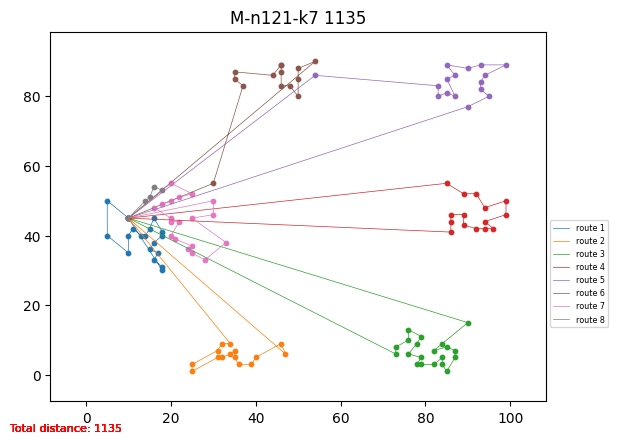 M-n121-k7 1135
80
60
40
20
0
route 1
route 2
route 3
route 4
route 5
route 6
route 7
route 8
0 20 40 60 80 100
Total distance: 1135